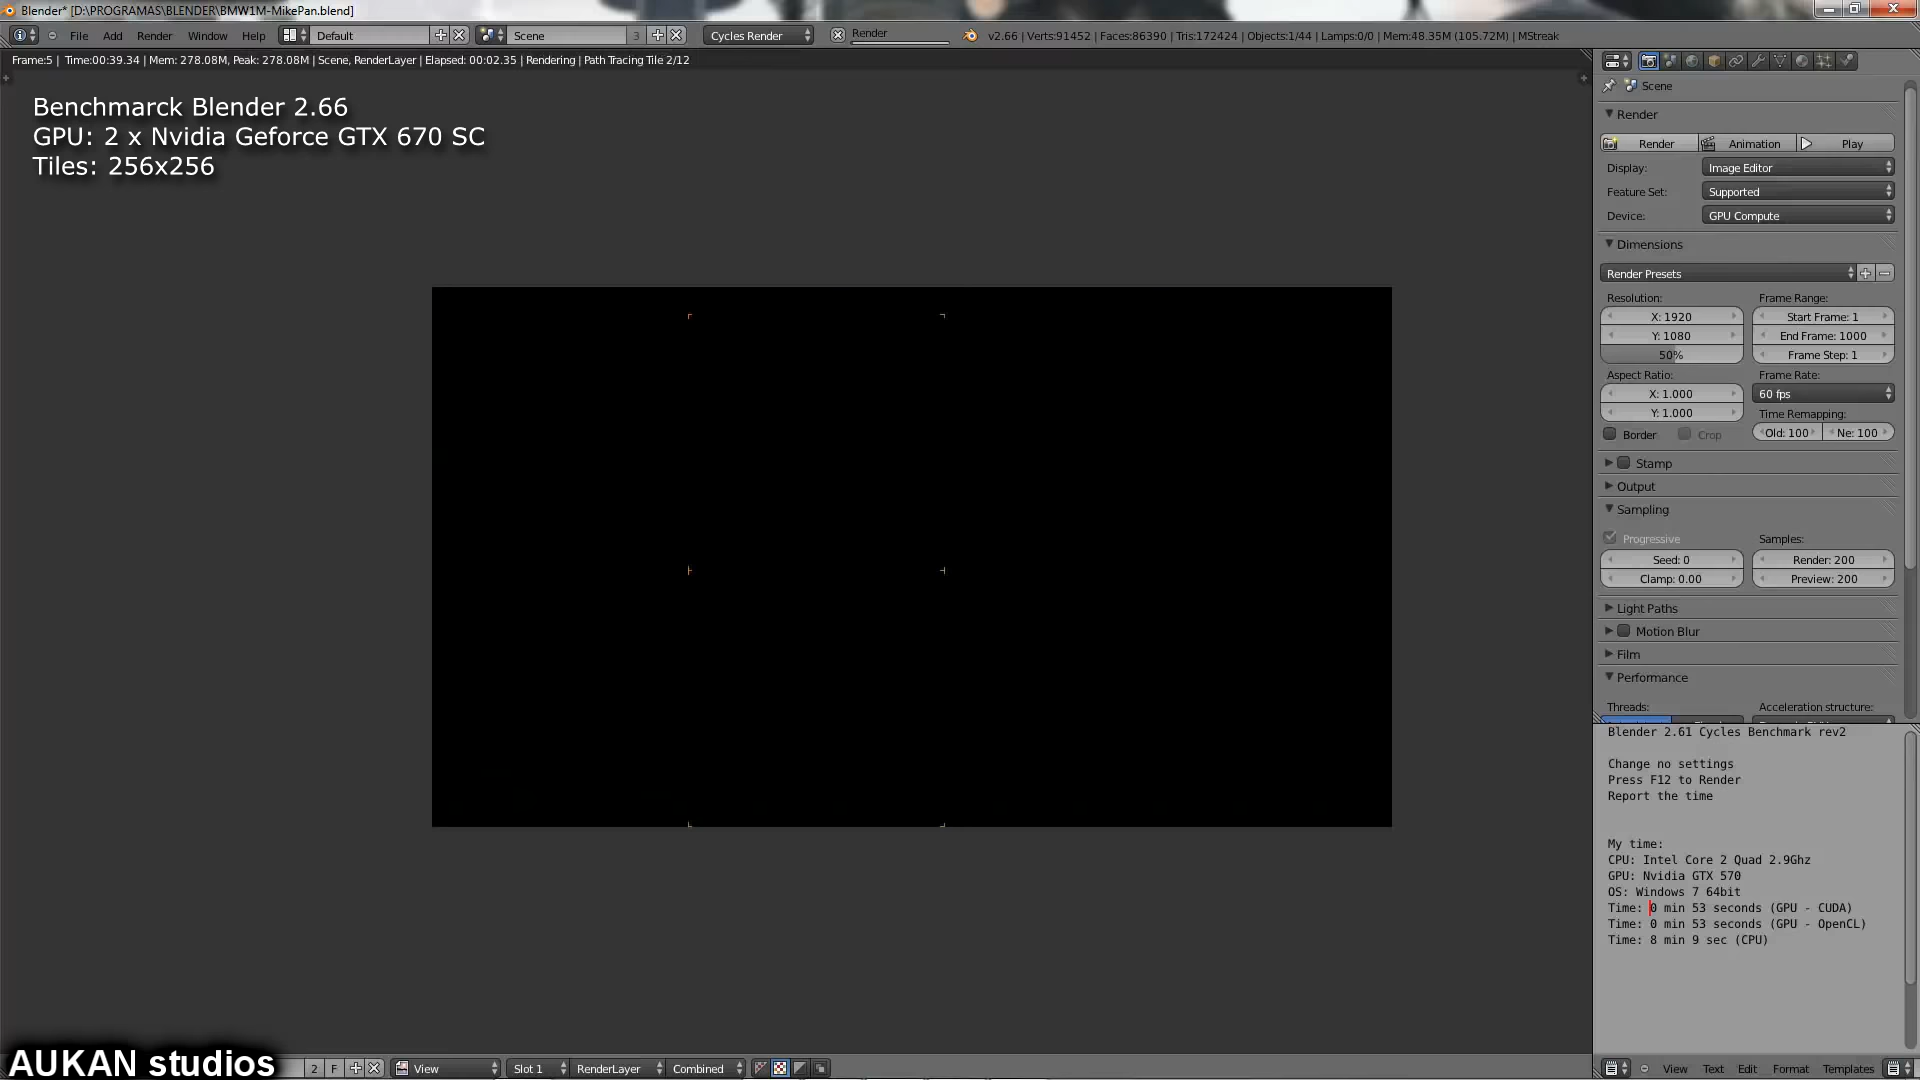 Blender* [D:\PROGRAMAS\BLENDER\BMW1M-MikePan.blend]
File Add Render Window Help Default Scene 3 Cycles Render Render v2.66 | Verts:91452 | Faces:86390 | Tris:172424 | Objects:1/44 | Lamps:0/0 | Mem:48.35M (105.72M) | MStreak
Frame:5 | Time:00:39.34 | Mem: 278.08M, Peak: 278.08M | Scene, RenderLayer | Elapsed: 00:02.35 | Rendering | Path Tracing Tile 2/12
Benchmarck Blender 2.66
GPU: 2 x Nvidia Geforce GTX 670 SC
Tiles: 256x256
Scene
Render
Render Animation Play
Display: Image Editor
Feature Set: Supported
Device: GPU Compute
Dimensions
Render Presets
Resolution: Frame Range:
X: 1920 Start Frame: 1
Y: 1080 End Frame: 1000
50% Frame Step: 1
Aspect Ratio: Frame Rate:
X: 1.000 60 fps
Y: 1.000 Time Remapping:
Border Crop Old: 100 Ne: 100
Stamp
Output
Sampling
Progressive Samples:
Seed: 0 Render: 200
Clamp: 0.00 Preview: 200
Light Paths
Motion Blur
Film
Performance
Threads: Acceleration structure:
Blender 2.61 Cycles Benchmark rev2
Change no settings
Press F12 to Render
Report the time
My time:
CPU: Intel Core 2 Quad 2.9Ghz
GPU: Nvidia GTX 570
OS: Windows 7 64bit
Time: 0 min 53 seconds (GPU - CUDA)
Time: 0 min 53 seconds (GPU - OpenCL)
Time: 8 min 9 sec (CPU)
AUKAN studios 2 F View Slot 1 RenderLayer Combined View Text Edit Format Templates